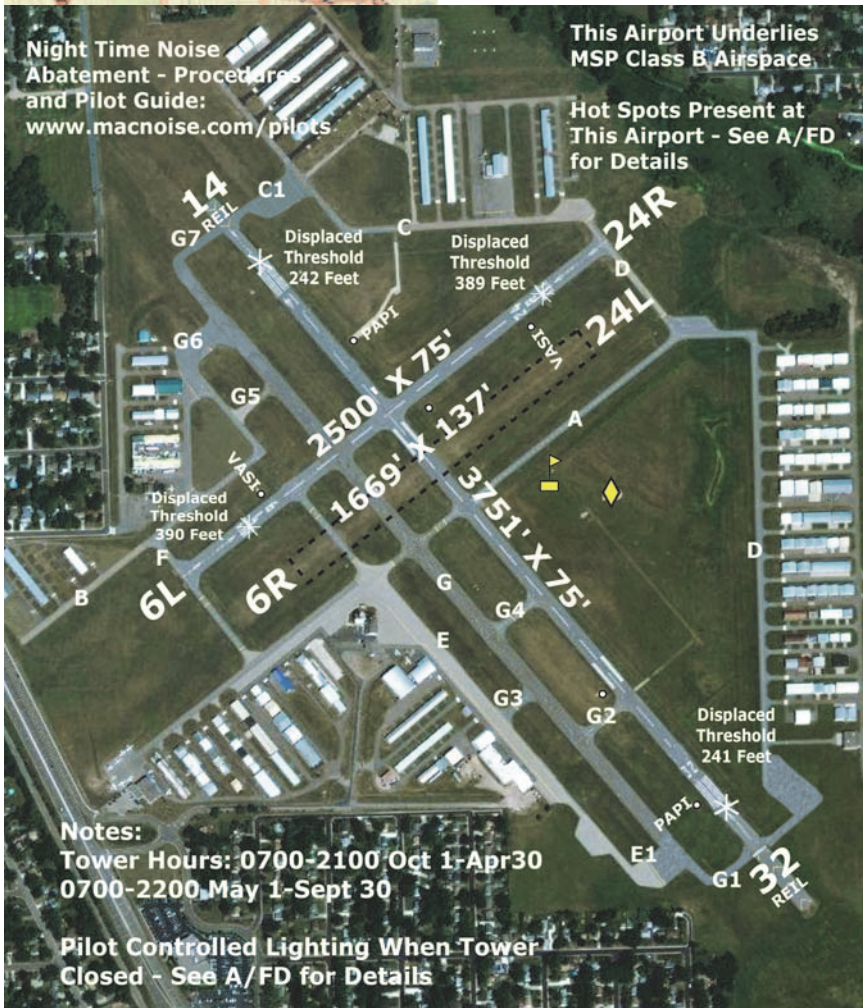 Night Time Noise
Abatement - Procedures
and Pilot Guide:
www.macnoise.com/pilots
This Airport Underlies
MSP Class B Airspace
Hot Spots Present at
This Airport - See A/FD
for Details
14
REIL
C1
G7
C
24R
Displaced
Threshold
242 Feet
Displaced
Threshold
389 Feet
D
PAPI
VASI
24L
G6
G5
2500' X 75'
A
1669' X 137'
VASI
3751' X 75'
Displaced
Threshold
390 Feet
F
B
6L
6R
D
G
G4
E
G3
G2
Displaced
Threshold
241 Feet
PAPI
E1
G1
32
REIL
Notes:
Tower Hours: 0700-2100 Oct 1-Apr30
0700-2200 May 1-Sept 30
Pilot Controlled Lighting When Tower
Closed - See A/FD for Details